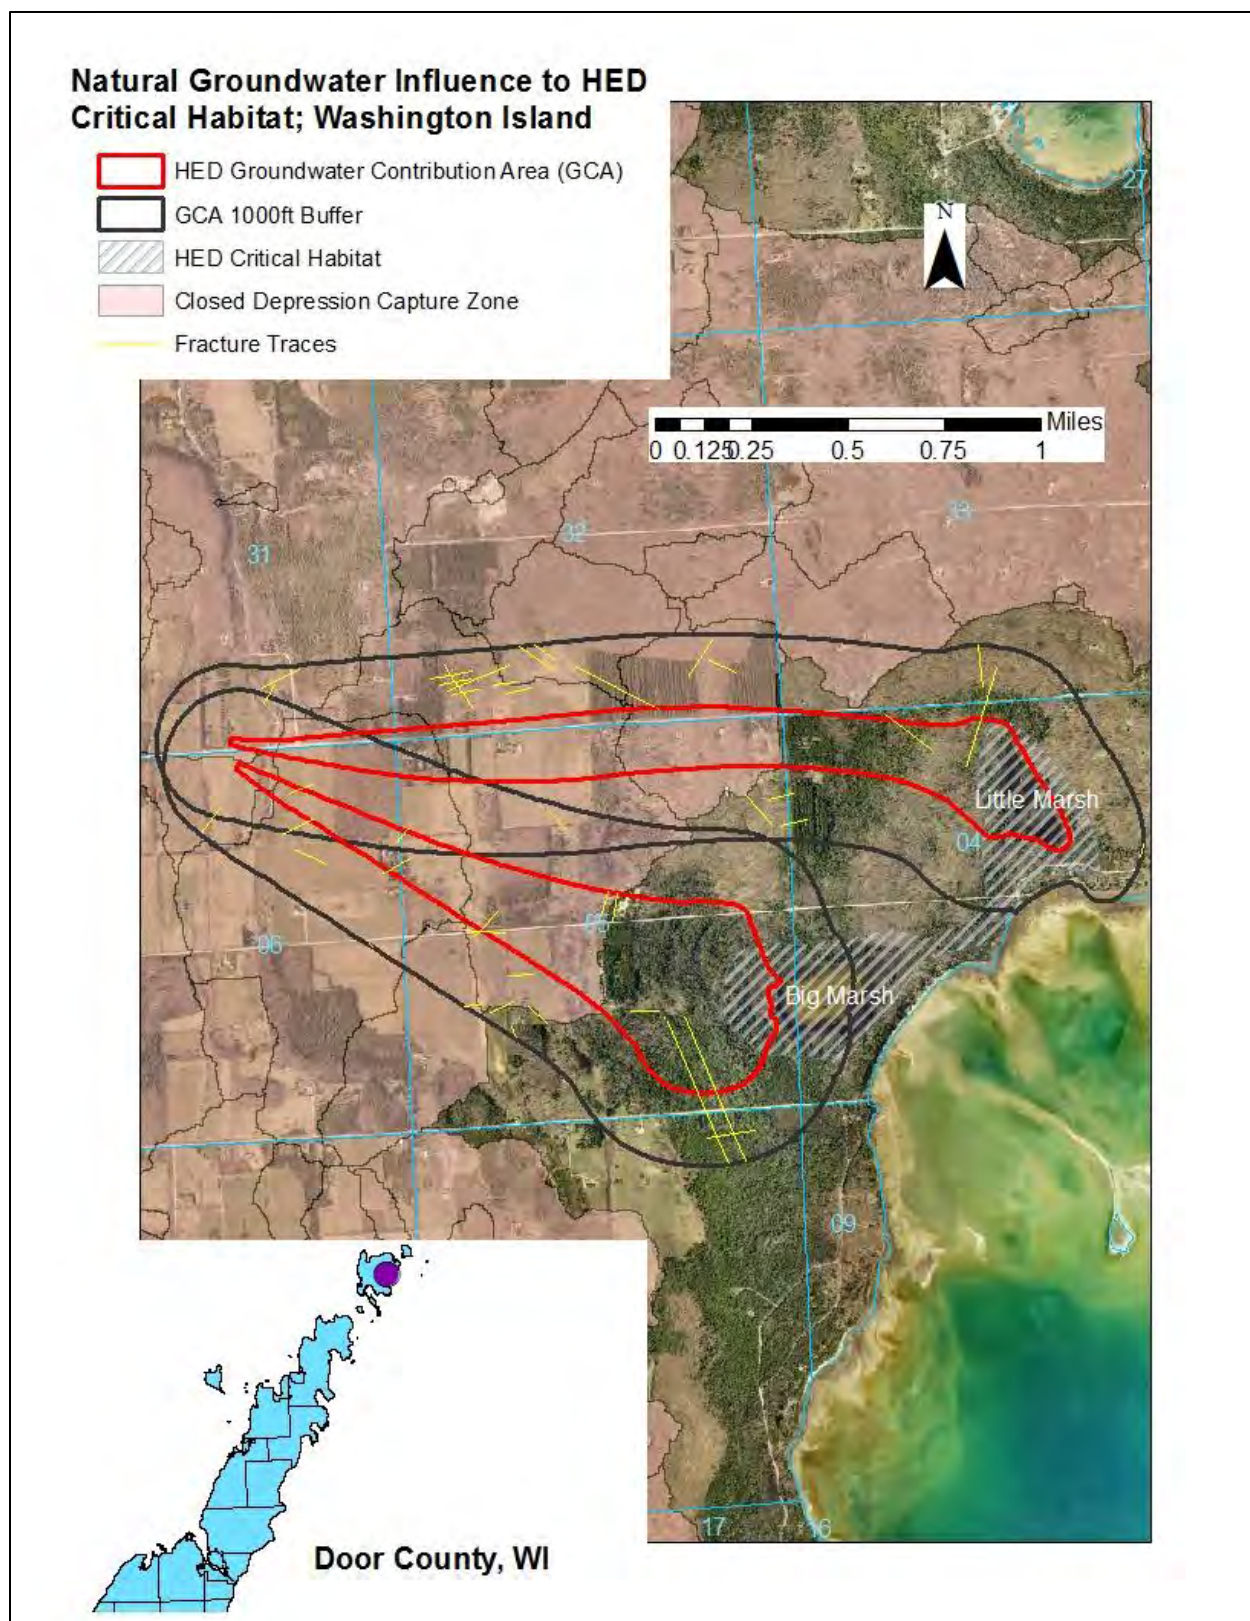 Natural Groundwater Influence to HED
Critical Habitat; Washington Island
HED Groundwater Contribution Area (GCA)
GCA 1000ft Buffer
HED Critical Habitat
Closed Depression Capture Zone
Fracture Traces
27
N
Miles
0 0.125 0.25 0.5 0.75 1
33
32
31
Little Marsh
04
05
06
Big Marsh
09
17
16
Door County, WI